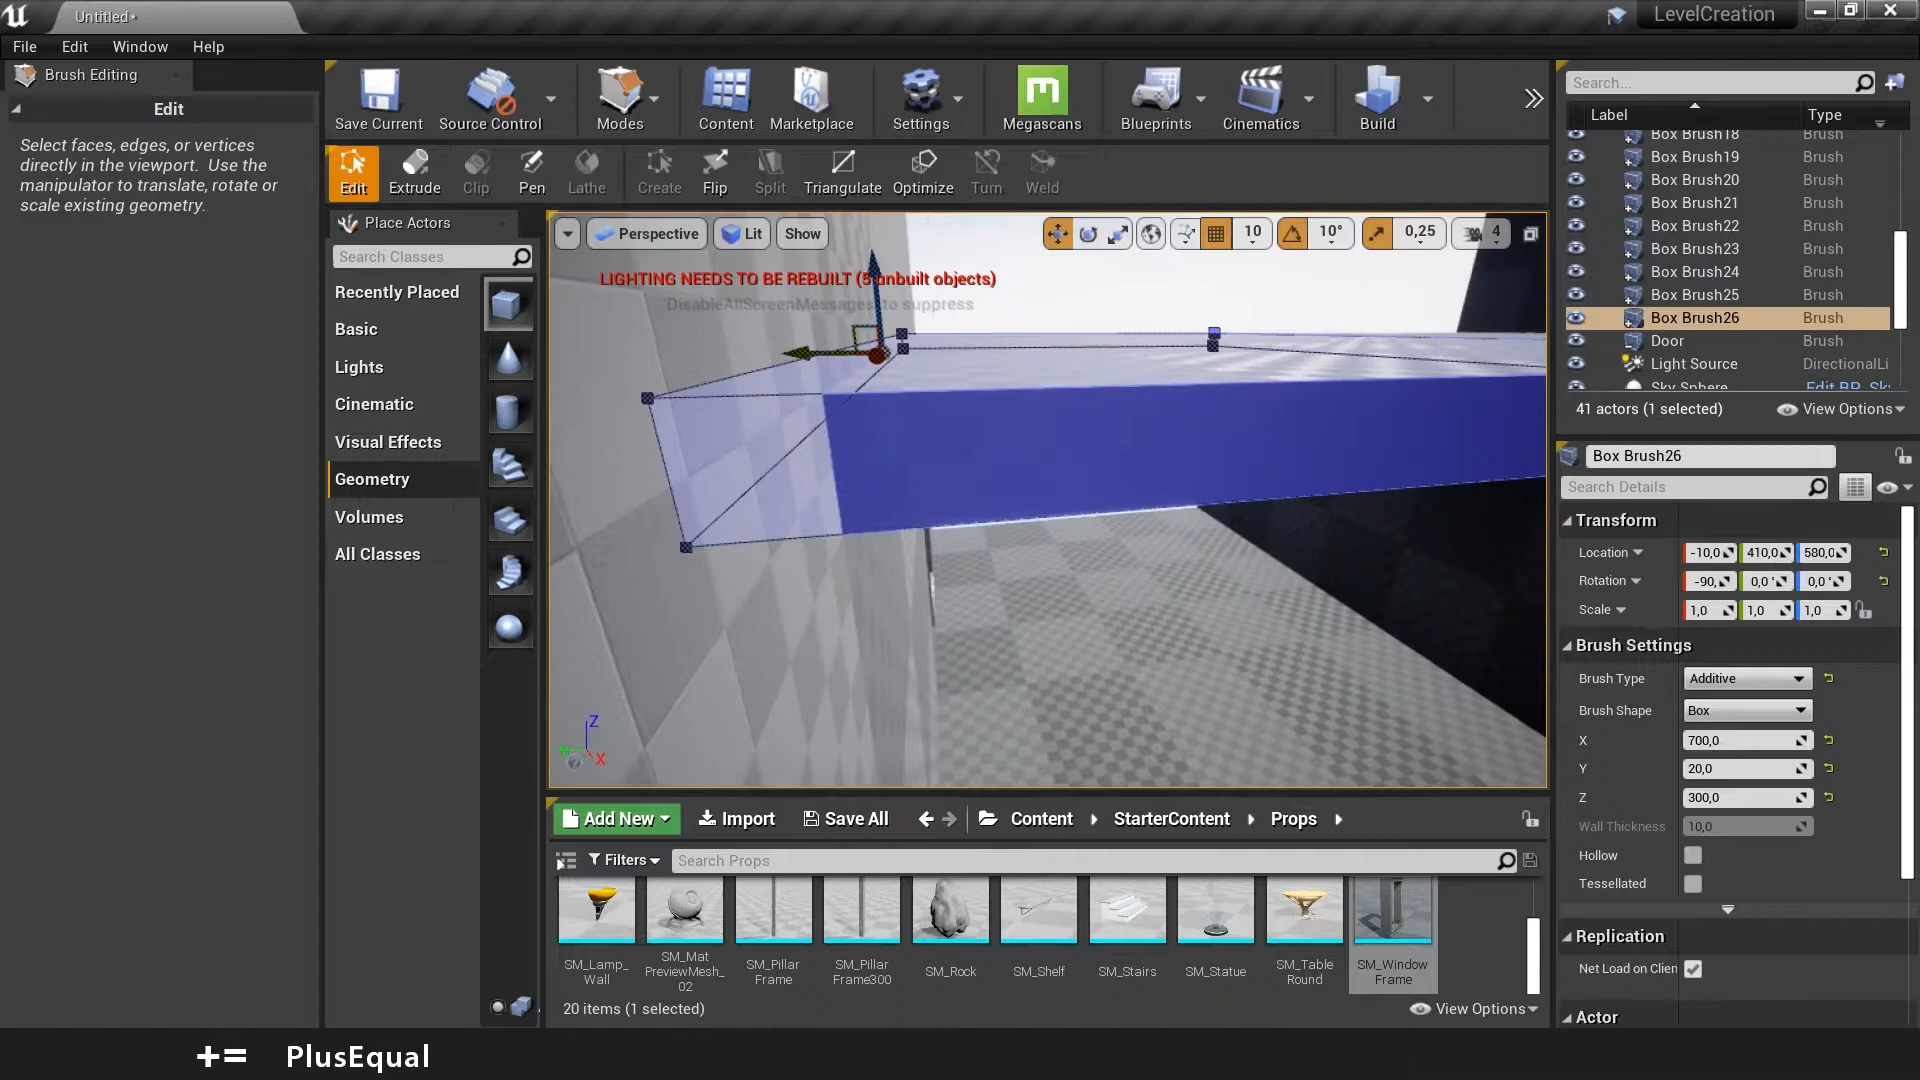 Untitled*
LevelCreation
File Edit Window Help
Brush Editing
Edit
Select faces, edges, or vertices
directly in the viewport. Use the
manipulator to translate, rotate or
scale existing geometry.
Save Current Source Control Modes Content Marketplace Settings Megascans Blueprints Cinematics Build
Edit Extrude Clip Pen Lathe Create Flip Split Triangulate Optimize Turn Weld
Place Actors
Search Classes
Recently Placed
Basic
Lights
Cinematic
Visual Effects
Geometry
Volumes
All Classes
Perspective Lit Show 10 10° 0,25 4
LIGHTING NEEDS TO BE REBUILT (5 unbuilt objects)
'DisableAllScreenMessages' to suppress
Z
X
Search...
Label Type
Box Brush18 Brush
Box Brush19 Brush
Box Brush20 Brush
Box Brush21 Brush
Box Brush22 Brush
Box Brush23 Brush
Box Brush24 Brush
Box Brush25 Brush
Box Brush26 Brush
Door Brush
Light Source DirectionalLi
Sky Sphere Edit BP_Sk
41 actors (1 selected) View Options
Box Brush26
Search Details
Transform
Location -10,0 410,0 580,0
Rotation -90, 0,0 ° 0,0 °
Scale 1,0 1,0 1,0
Brush Settings
Brush Type Additive
Brush Shape Box
X 700,0
Y 20,0
Z 300,0
Wall Thickness 10,0
Hollow
Tessellated
Replication
Net Load on Clien
Actor
Add New Import Save All Content StarterContent Props
Filters Search Props
SM_Lamp_
Wall
SM_Mat
PreviewMesh_
02
SM_Pillar
Frame
SM_Pillar
Frame300
SM_Rock
SM_Shelf
SM_Stairs
SM_Statue
SM_Table
Round
SM_Window
Frame
20 items (1 selected) View Options
+= PlusEqual